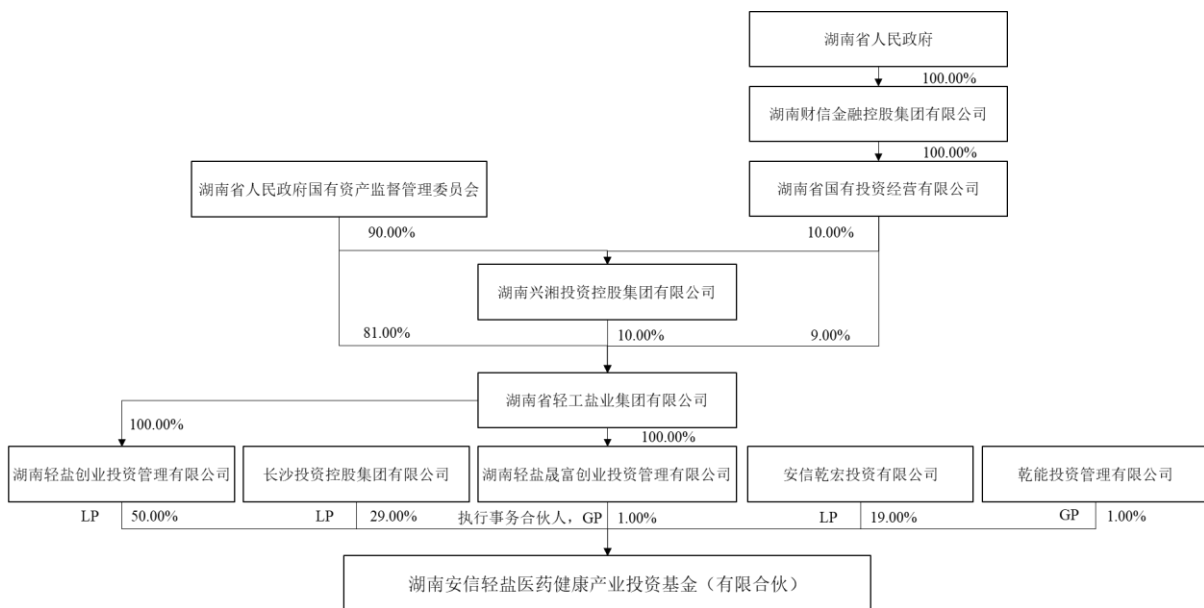 湖南省人民政府
100.00%
湖南财信金融控股集团有限公司
100.00%
湖南省人民政府国有资产监督管理委员会
湖南省国有投资经营有限公司
90.00%
10.00%
湖南兴湘投资控股集团有限公司
81.00%
10.00%
9.00%
湖南省轻工盐业集团有限公司
100.00%
100.00%
湖南轻盐创业投资管理有限公司
长沙投资控股集团有限公司
湖南轻盐晟富创业投资管理有限公司
安信乾宏投资有限公司
乾能投资管理有限公司
LP
50.00%
LP
29.00%
执行事务合伙人，GP
1.00%
LP
19.00%
GP
1.00%
湖南安信轻盐医药健康产业投资基金（有限合伙）